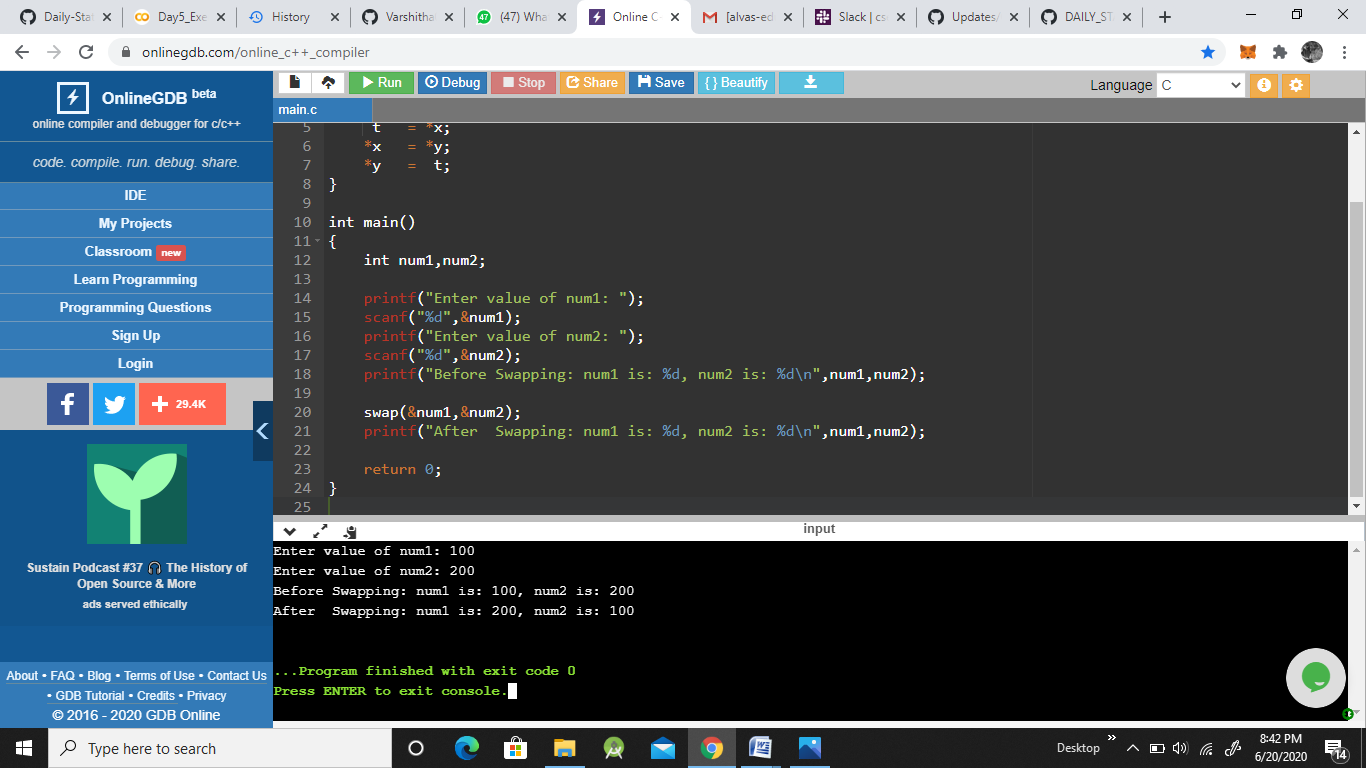 Daily-Stat
Day5_Exe
History
Varshitha
(47) Wha
Online C
[alvas-ed
Slack | cs
Updates/
DAILY_ST
onlinegdb.com/online_c++_compiler
OnlineGDB beta
online compiler and debugger for c/c++
code. compile. run. debug. share.
IDE
My Projects
Classroom new
Learn Programming
Programming Questions
Sign Up
Login
f
+ 29.4K
Sustain Podcast #37 🎧 The History of
Open Source & More
ads served ethically
About • FAQ • Blog • Terms of Use • Contact Us
• GDB Tutorial • Credits • Privacy
© 2016 - 2020 GDB Online
Run Debug Stop Share Save { } Beautify
Language C
main.c
5 t = *x;
6 *x = *y;
7 *y = t;
8 }
9
10 int main()
11 {
12 int num1,num2;
13
14 printf("Enter value of num1: ");
15 scanf("%d",&num1);
16 printf("Enter value of num2: ");
17 scanf("%d",&num2);
18 printf("Before Swapping: num1 is: %d, num2 is: %d\n",num1,num2);
19
20 swap(&num1,&num2);
21 printf("After  Swapping: num1 is: %d, num2 is: %d\n",num1,num2);
22
23 return 0;
24 }
25
input
Enter value of num1: 100
Enter value of num2: 200
Before Swapping: num1 is: 100, num2 is: 200
After  Swapping: num1 is: 200, num2 is: 100
...Program finished with exit code 0
Press ENTER to exit console.
Type here to search
Desktop
8:42 PM
6/20/2020
14